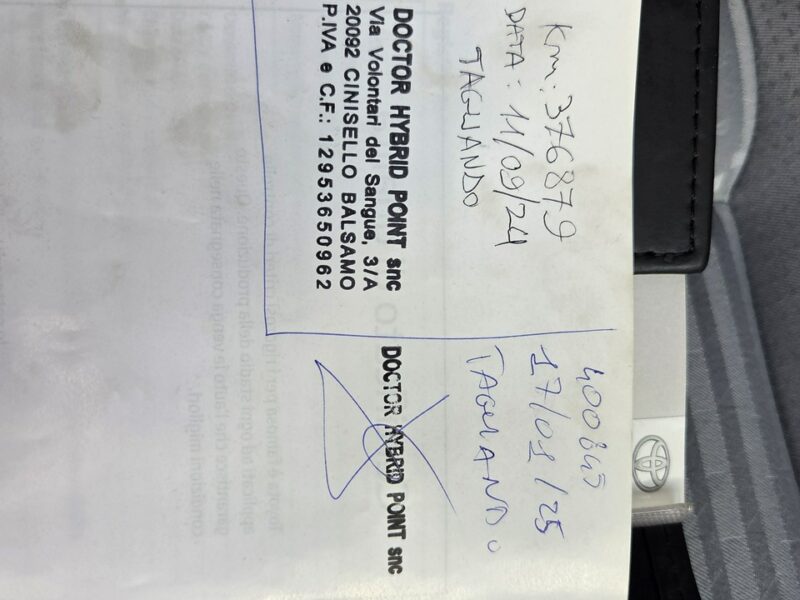 Km: 376879
DATA: 11/09/24
TAGLIANDO
DOCTOR HYBRID POINT snc
Via Volontari del Sangue, 3/A
20092 CINISELLO BALSAMO
P.IVA e C.F.: 12953650962
400845
17/01/25
TAGLIANDO
DOCTOR HYBRID POINT snc